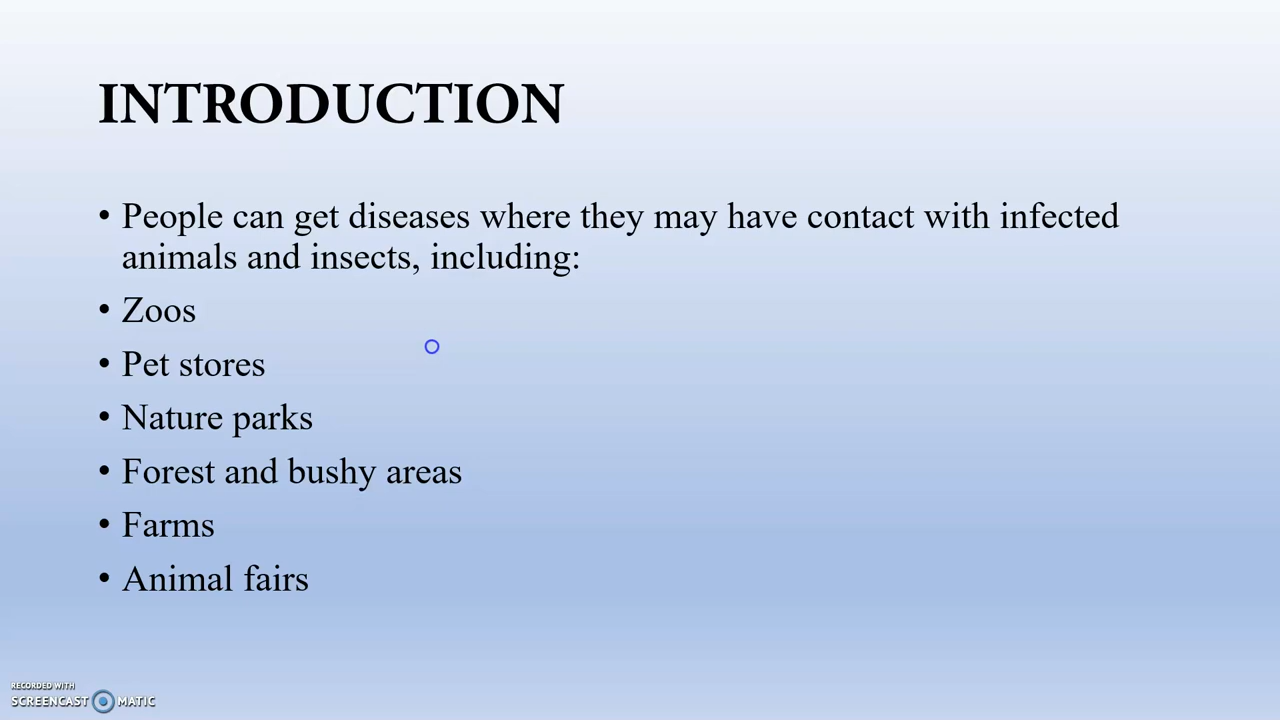 INTRODUCTION
• People can get diseases where they may have contact with infected
animals and insects, including:
• Zoos
• Pet stores
• Nature parks
• Forest and bushy areas
• Farms
• Animal fairs
RECORDED WITH
SCREENCAST MATIC